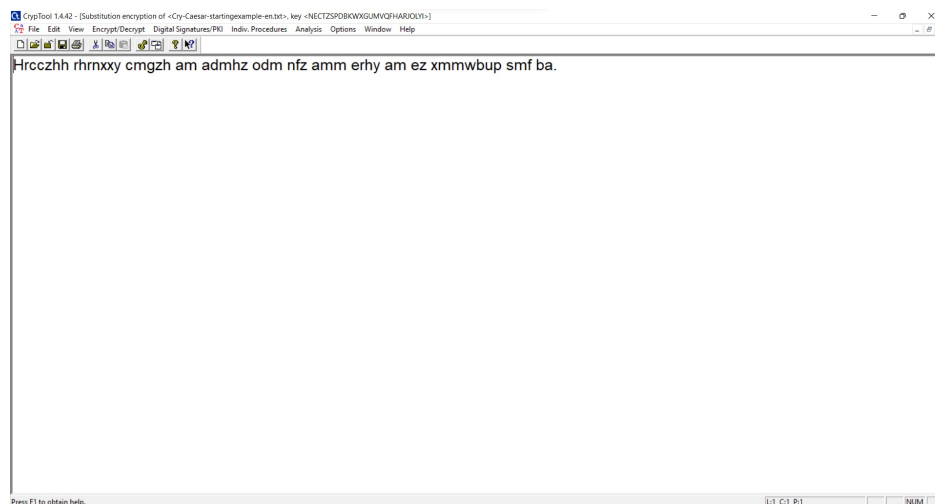 CrypTool 1.4.42 - [Substitution encryption of <Cry-Caesar-startingexample-en.txt>, key <NECTZSPDBKWXGUMVQFHARJOLYI>]
File Edit View Encrypt/Decrypt Digital Signatures/PKI Indiv. Procedures Analysis Options Window Help
Hrcczhh rhrnxxy cmgzh am admhz odm nfz amm erhy am ez xmmwbup smf ba.
Press F1 to obtain help. L:1 C:1 P:1 NUM